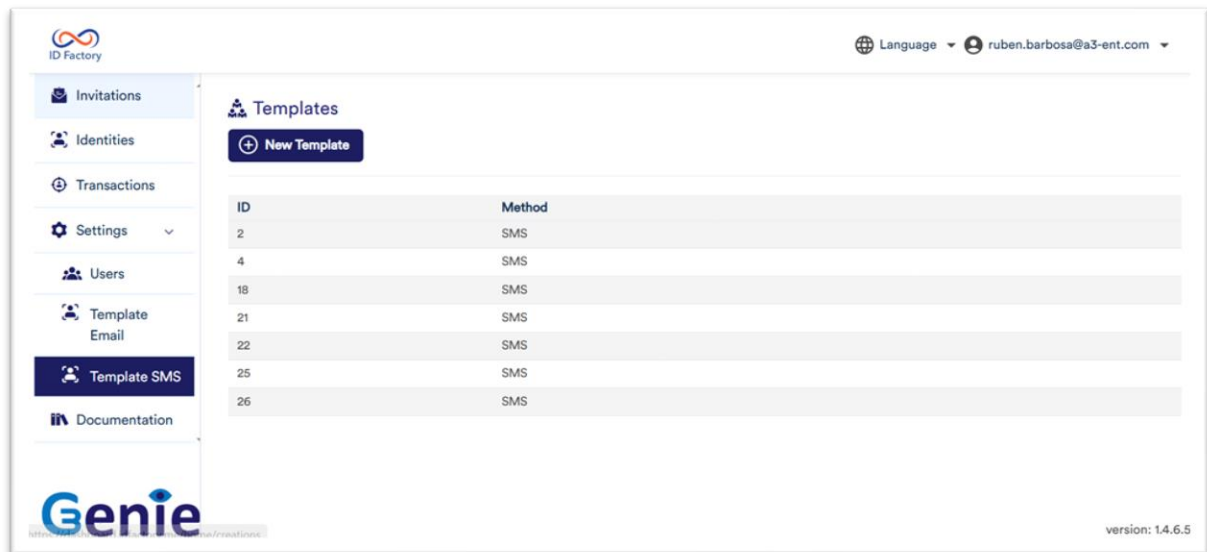 ID Factory
Language ruben.barbosa@a3-ent.com
Invitations
Identities
Transactions
Settings
Users
Template
Email
Template SMS
Documentation
Genie
Templates
New Template
ID Method
2 SMS
4 SMS
18 SMS
21 SMS
22 SMS
25 SMS
26 SMS
version: 1.4.6.5